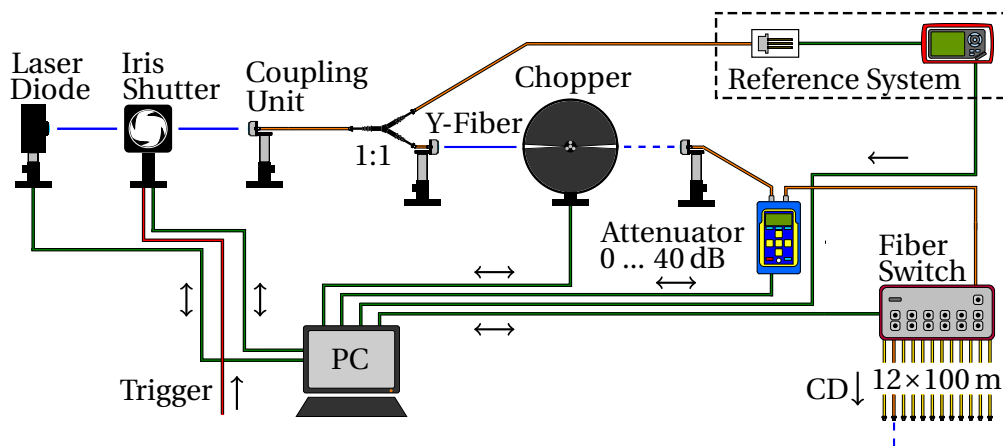 Laser
Diode
Iris
Shutter
Coupling
Unit
1:1
Y-Fiber
Chopper
Reference System
Attenuator
0 ... 40 dB
Fiber
Switch
PC
Trigger
CD
12×100 m